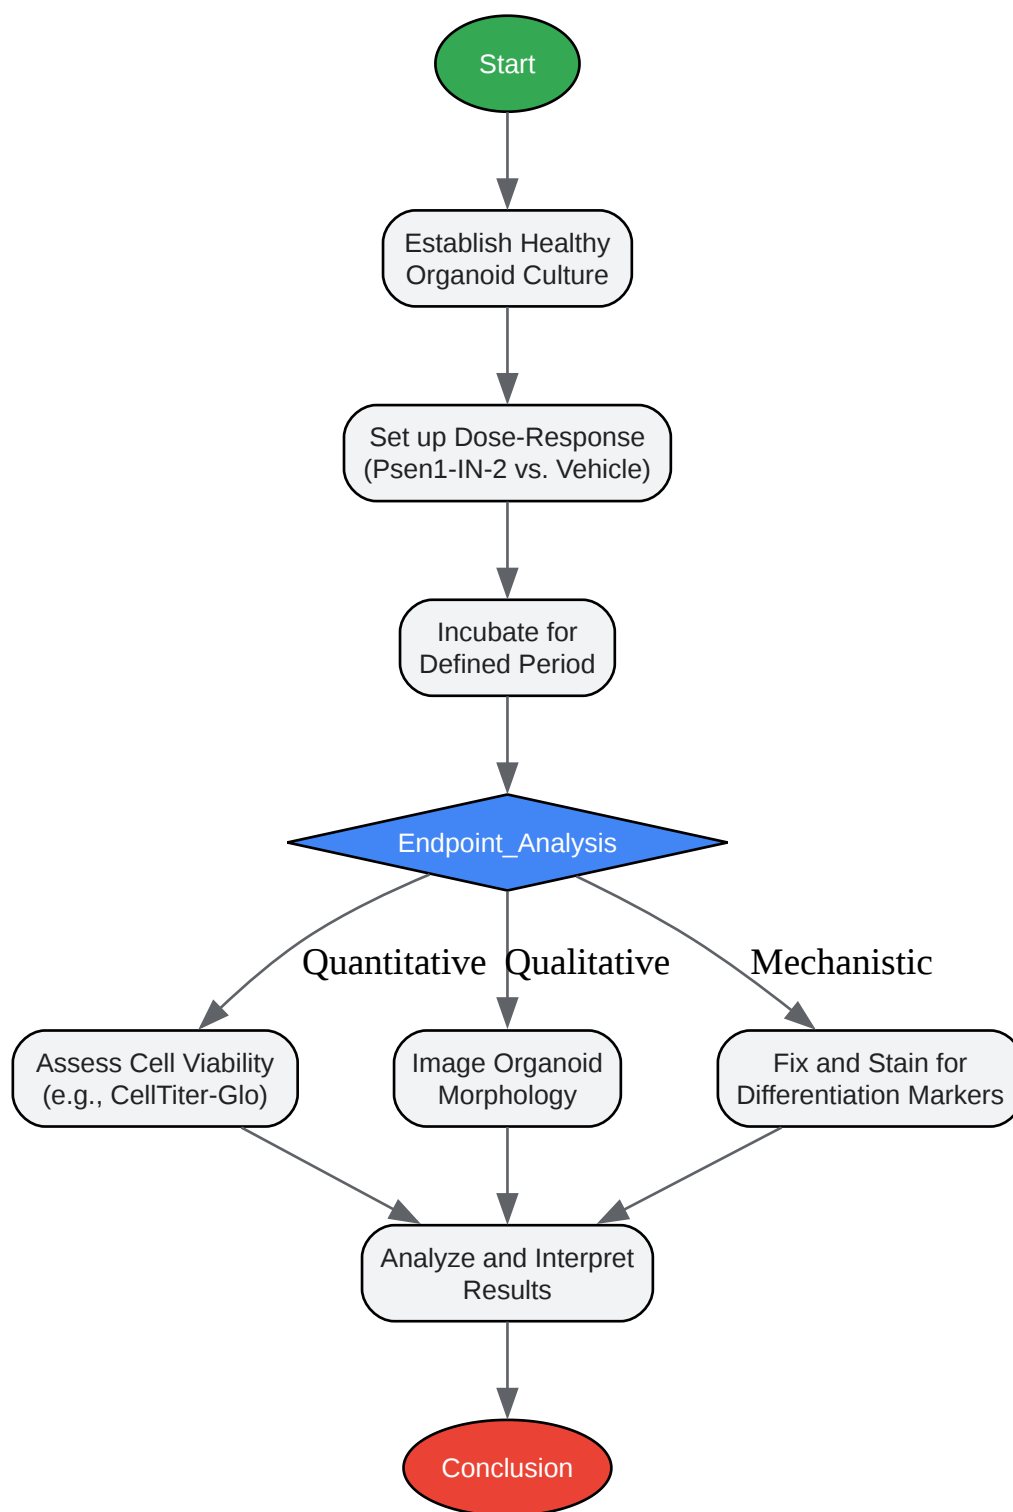 Start
Establish Healthy
Organoid Culture
Set up Dose-Response
(Psen1-IN-2 vs. Vehicle)
Incubate for
Defined Period
Endpoint_Analysis
Quantitative
Qualitative
Mechanistic
Assess Cell Viability
(e.g., CellTiter-Glo)
Image Organoid
Morphology
Fix and Stain for
Differentiation Markers
Analyze and Interpret
Results
Conclusion